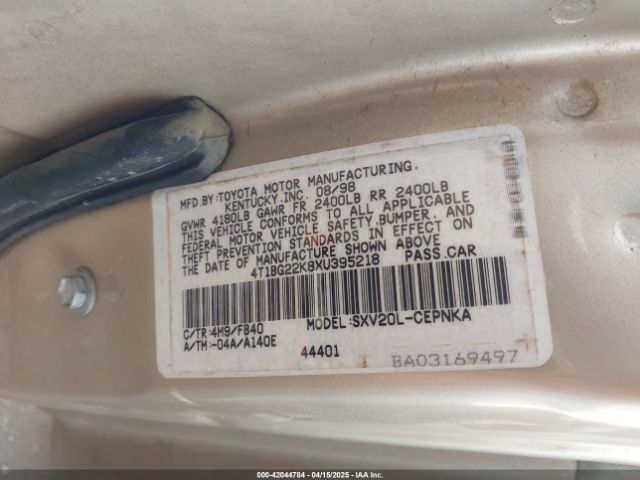 MFD.BY:TOYOTA MOTOR MANUFACTURING.
KENTUCKY,INC. 08/98
GVWR 4180LB GAWR FR 2400LB RR 2400LB
THIS VEHICLE CONFORMS TO ALL APPLICABLE
FEDERAL MOTOR VEHICLE SAFETY,BUMPER, AND
THEFT PREVENTION STANDARDS IN EFFECT ON
THE DATE OF MANUFACTURE SHOWN ABOVE
4T1BG22K8XU395218 PASS.CAR
C/TR:4M9/FB40 MODEL:SXV20L-CEPNKA
A/TM:-04A/A140E 44401
BA03169497
000-42044784 - 04/15/2025 - IAA Inc.